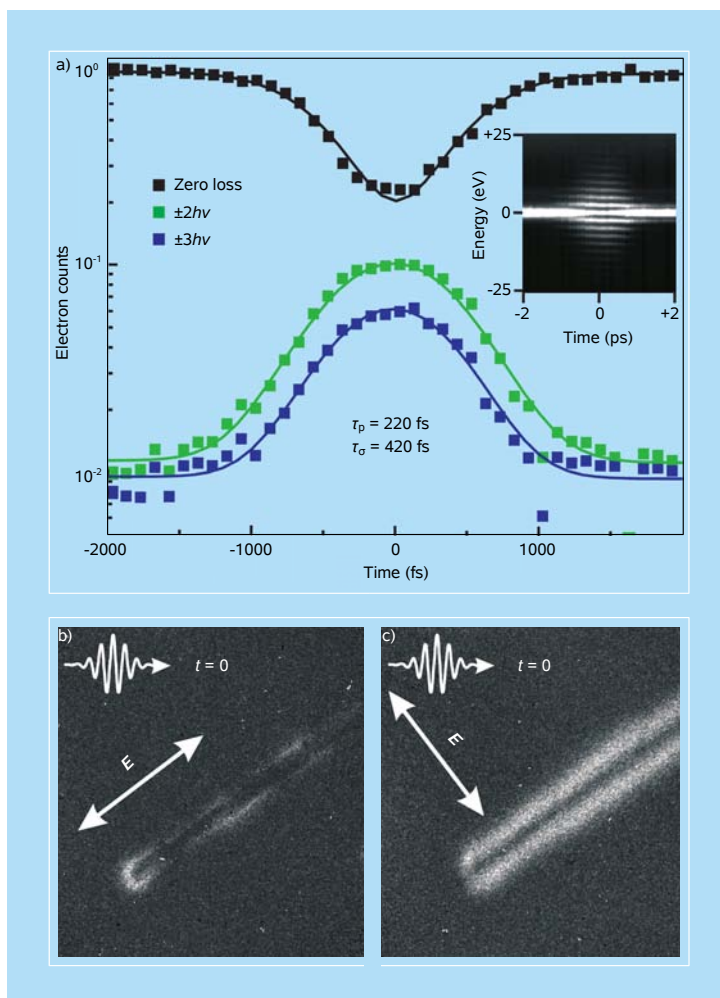 a)
10⁰
10⁻¹
10⁻²
Electron counts
Zero loss
±2hν
±3hν
τp = 220 fs
τσ = 420 fs
+25
0
-25
Energy (eV)
-2
0
+2
Time (ps)
-2000
-1000
0
1000
Time (fs)
b)
t = 0
E
c)
t = 0
E